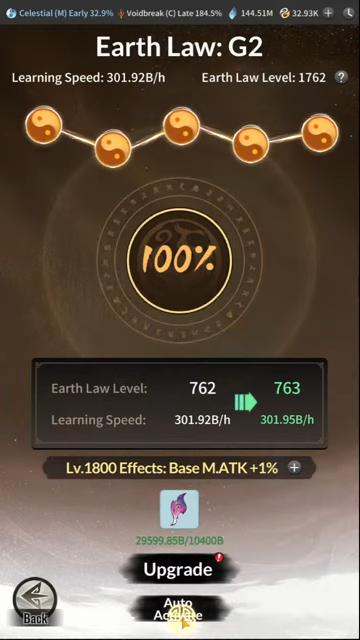 Celestial (M) Early 32.9% Voidbreak (C) Late 184.5% 144.51M 32.93K
Earth Law: G2
Learning Speed: 301.92B/h Earth Law Level: 1762 ?
100%
Earth Law Level: 762 763
Learning Speed: 301.92B/h 301.95B/h
Lv.1800 Effects: Base M.ATK +1% +
29599.85B/10400B
Upgrade
Back
Auto
Activate